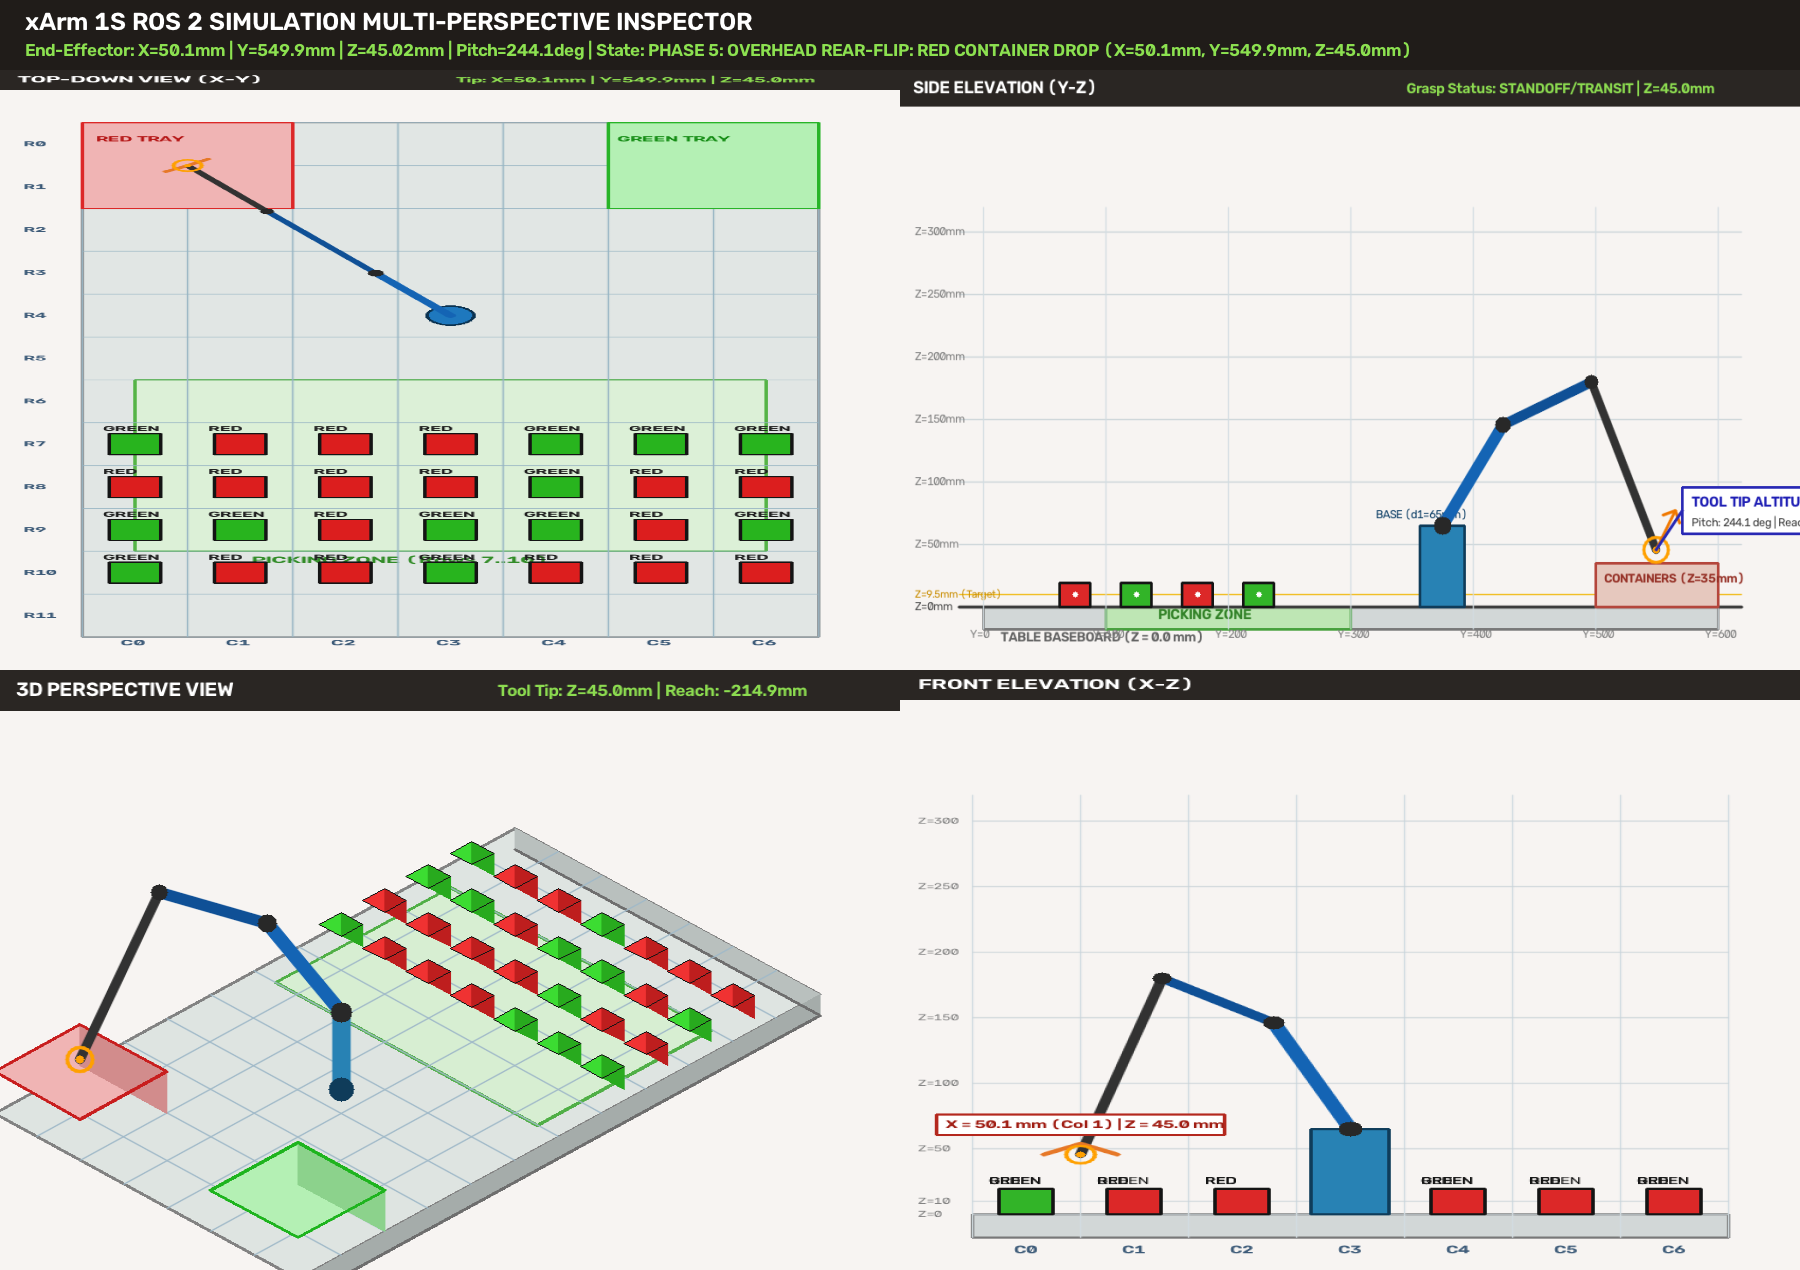 xArm 1S ROS 2 SIMULATION MULTI-PERSPECTIVE INSPECTOR
End-Effector: X=50.1mm | Y=549.9mm | Z=45.02mm | Pitch=244.1deg | State: PHASE 5: OVERHEAD REAR-FLIP: RED CONTAINER DROP (X=50.1mm, Y=549.9mm, Z=45.0mm)
TOP-DOWN VIEW (X-Y) Tip: X=50.1mm | Y=549.9mm | Z=45.0mm
RED TRAY GREEN TRAY
R0
R1
R2
R3
R4
R5
R6
GREEN RED RED RED GREEN GREEN GREEN
R7
RED RED RED RED GREEN RED RED
R8
GREEN GREEN RED GREEN GREEN RED GREEN
R9
PICKING ZONE
GREEN RED RED GREEN RED RED RED
R10
R11
C0 C1 C2 C3 C4 C5 C6
SIDE ELEVATION (Y-Z) Grasp Status: STANDOFF/TRANSIT | Z=45.0mm
Z=300mm
Z=250mm
Z=200mm
Z=150mm
Z=100mm
TOOL TIP ALTITU
Pitch: 244.1 deg | Reac
BASE (d1=65mm)
Z=50mm
CONTAINERS (Z=35mm)
Z=9.5mm (Target)
Z=0mm
PICKING ZONE
Y=0 Y=200 Y=300 Y=400 Y=500 Y=600
TABLE BASEBOARD (Z = 0.0 mm)
3D PERSPECTIVE VIEW Tool Tip: Z=45.0mm | Reach: -214.9mm
FRONT ELEVATION (X-Z)
Z=300
Z=250
Z=200
Z=150
Z=100
X = 50.1 mm (Col 1) | Z = 45.0 mm
Z=50
RED
Z=10
Z=0
C0 C1 C2 C3 C4 C5 C6